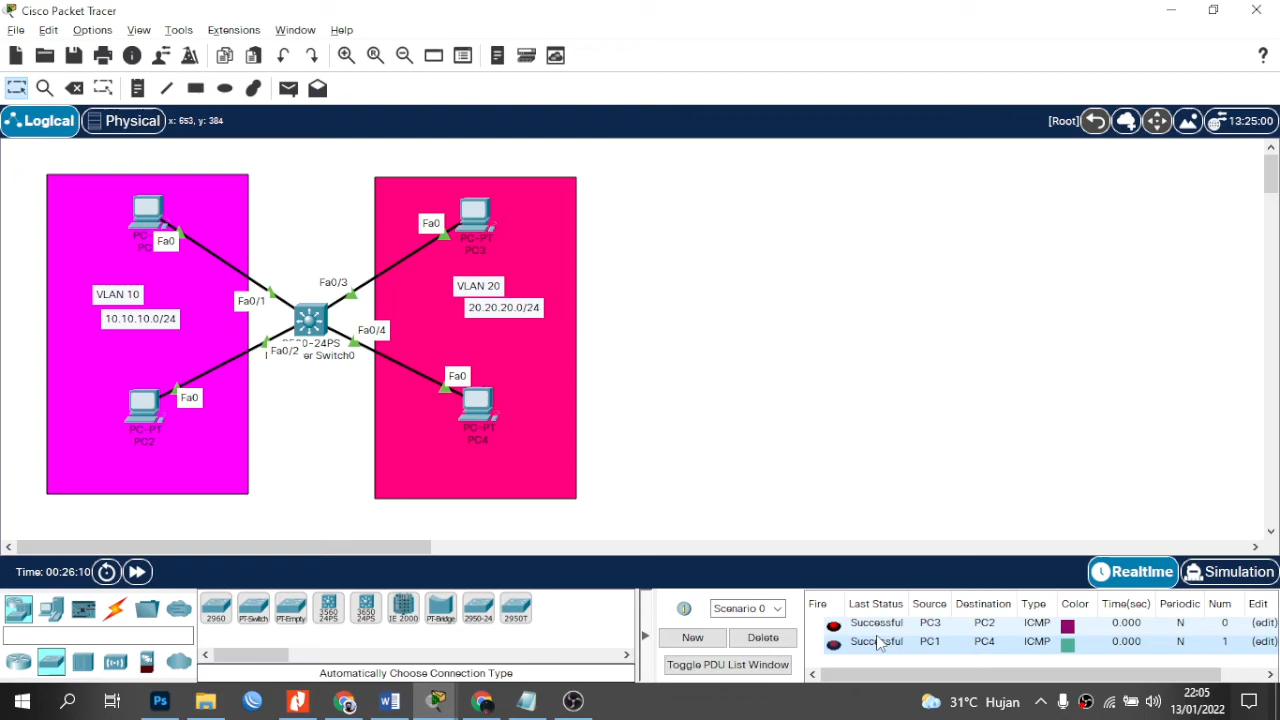 Cisco Packet Tracer
File Edit Options View Tools Extensions Window Help
?
Logical Physical x: 653, y: 384 [Root] 13:25:00
PC-PT
PC3
Fa0
Fa0
VLAN 10
10.10.10.0/24
VLAN 20
20.20.20.0/24
Fa0/3
Fa0/1
Fa0/4
Fa0/2
Fa0
Fa0
PC-PT
PC2
PC-PT
PC4
Time: 00:26:10 Realtime Simulation
2960 PT-Switch PT-Empty 3560 24PS 3650 24PS IE 2000 PT-Bridge 2950-24 2950T
Automatically Choose Connection Type
Scenario 0
New Delete
Toggle PDU List Window
Fire Last Status Source Destination Type Color Time(sec) Periodic Num Edit
Successful PC3 PC2 ICMP 0.000 N 0 (edit)
Successful PC1 PC4 ICMP 0.000 N 1 (edit)
31°C Hujan
22:05
13/01/2022